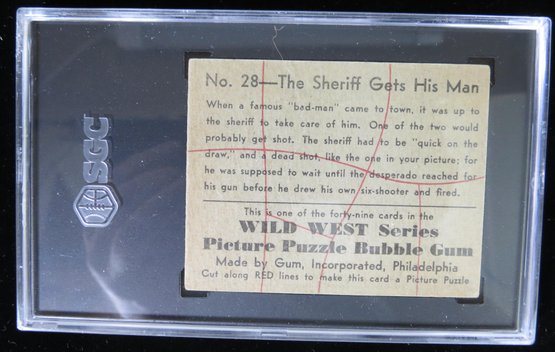 No. 28—The Sheriff Gets His Man
When a famous "bad-man" came to town, it was up
to the sheriff to take care of him. One of the two would
probably get shot. The sheriff had to be "quick on the
draw," and a dead shot, like the one in your picture; for
he was supposed to wait until the desperado reached for
his gun before he drew his own six-shooter and fired.
This is one of the forty-nine cards in the
WILD WEST Series
Picture Puzzle Bubble Gum
Made by Gum, Incorporated, Philadelphia
Cut along RED lines to make this card a Picture Puzzle
SGC